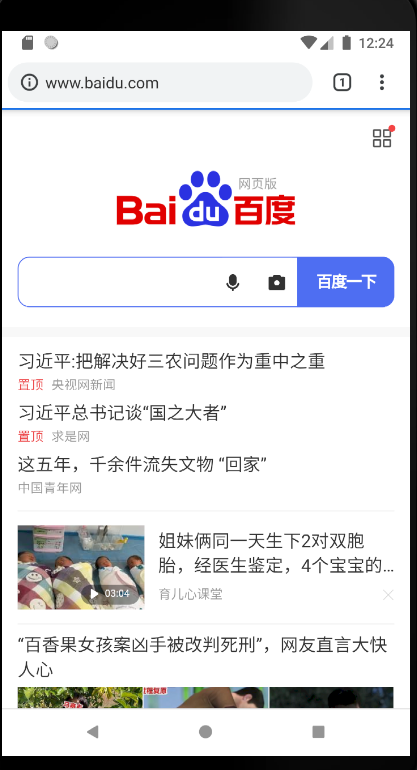 12:24
www.baidu.com
1
网页版
Bai du 百度
百度一下
习近平:把解决好三农问题作为重中之重
置顶 央视网新闻
习近平总书记谈“国之大者”
置顶 求是网
这五年，千余件流失文物 “回家”
中国青年网
姐妹俩同一天生下2对双胞
胎，经医生鉴定，4个宝宝的...
03:04
育儿心课堂
“百香果女孩案凶手被改判死刑”，网友直言大快
人心